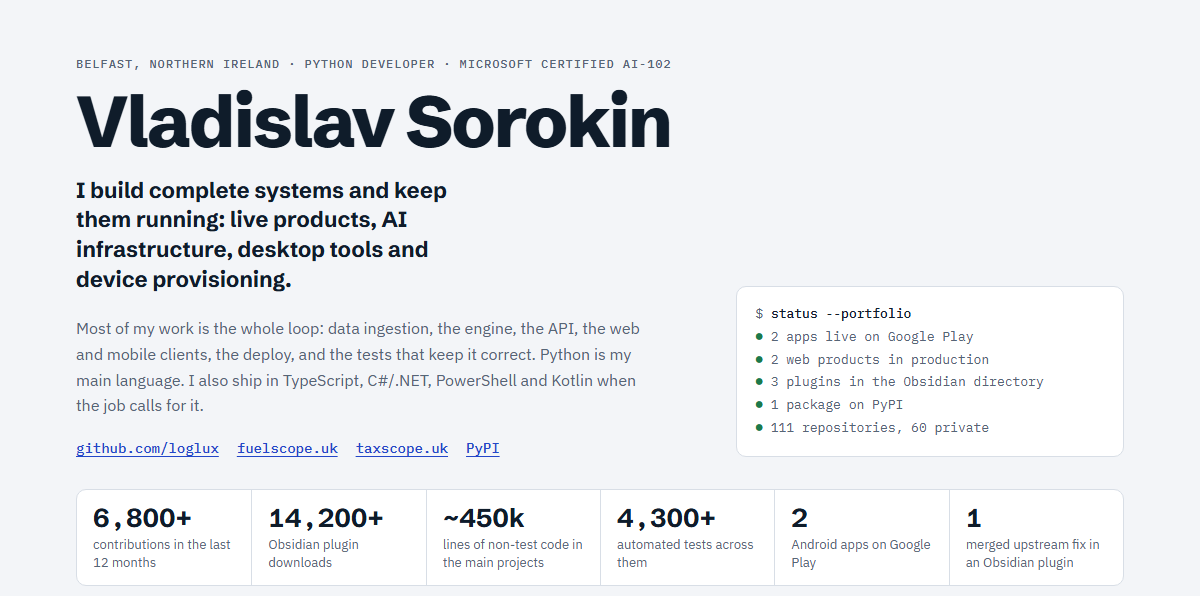 BELFAST, NORTHERN IRELAND · PYTHON DEVELOPER · MICROSOFT CERTIFIED AI-102
Vladislav Sorokin
I build complete systems and keep
them running: live products, AI
infrastructure, desktop tools and
device provisioning.
Most of my work is the whole loop: data ingestion, the engine, the API, the web
and mobile clients, the deploy, and the tests that keep it correct. Python is my
main language. I also ship in TypeScript, C#/.NET, PowerShell and Kotlin when
the job calls for it.
github.com/loglux fuelscope.uk taxscope.uk PyPI
$ status --portfolio
● 2 apps live on Google Play
● 2 web products in production
● 3 plugins in the Obsidian directory
● 1 package on PyPI
● 111 repositories, 60 private
6,800+
contributions in the last
12 months
14,200+
Obsidian plugin
downloads
~450k
lines of non-test code in
the main projects
4,300+
automated tests across
them
2
Android apps on Google
Play
1
merged upstream fix in
an Obsidian plugin